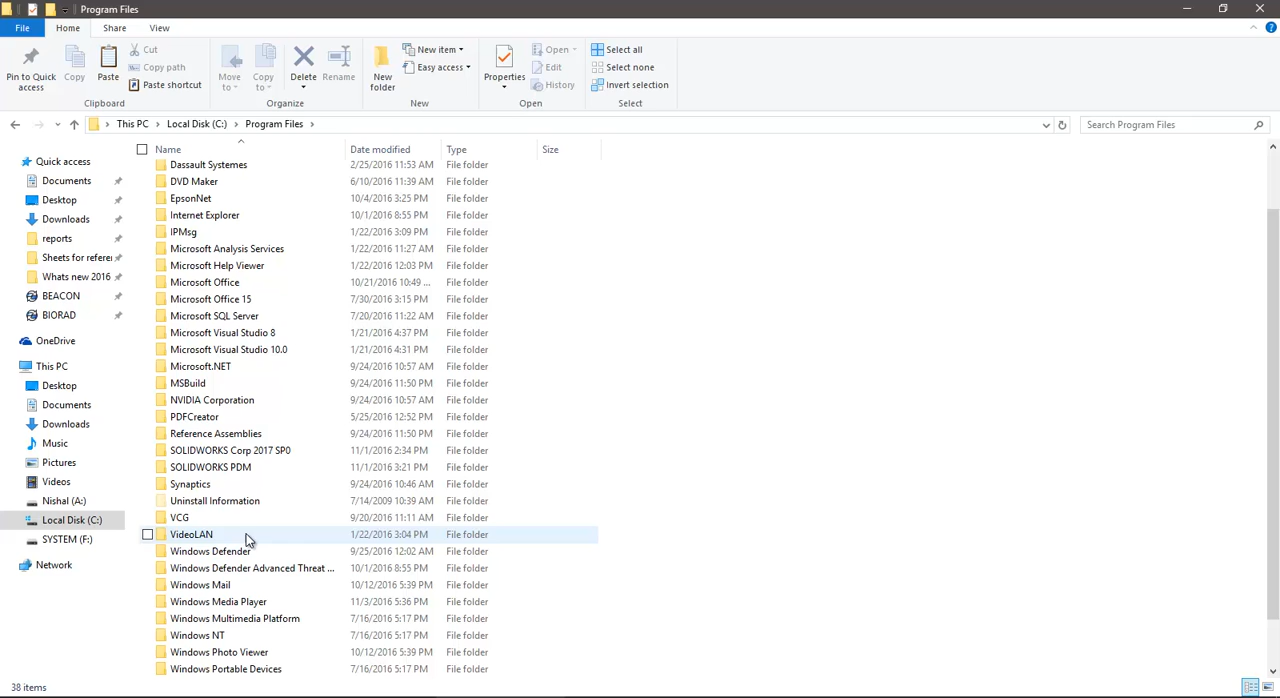 Program Files
File Home Share View
Pin to Quick access
Copy
Paste
Cut
Copy path
Paste shortcut
Clipboard
Move to
Copy to
Delete
Rename
Organize
New folder
New item
Easy access
New
Properties
Open
Edit
History
Open
Select all
Select none
Invert selection
Select
This PC > Local Disk (C:) > Program Files >
Search Program Files
Quick access
Documents
Desktop
Downloads
reports
Sheets for refere
Whats new 2016
BEACON
BIORAD
OneDrive
This PC
Desktop
Documents
Downloads
Music
Pictures
Videos
Nishal (A:)
Local Disk (C:)
SYSTEM (F:)
Network
Name Date modified Type Size
Dassault Systemes 2/25/2016 11:53 AM File folder
DVD Maker 6/10/2016 11:39 AM File folder
EpsonNet 10/4/2016 3:25 PM File folder
Internet Explorer 10/1/2016 8:55 PM File folder
IPMsg 1/22/2016 3:09 PM File folder
Microsoft Analysis Services 1/22/2016 11:27 AM File folder
Microsoft Help Viewer 1/22/2016 12:03 PM File folder
Microsoft Office 10/21/2016 10:49 ... File folder
Microsoft Office 15 7/30/2016 3:15 PM File folder
Microsoft SQL Server 7/20/2016 11:22 AM File folder
Microsoft Visual Studio 8 1/21/2016 4:37 PM File folder
Microsoft Visual Studio 10.0 1/21/2016 4:31 PM File folder
Microsoft.NET 9/24/2016 10:57 AM File folder
MSBuild 9/24/2016 11:50 PM File folder
NVIDIA Corporation 9/24/2016 10:57 AM File folder
PDFCreator 5/25/2016 12:52 PM File folder
Reference Assemblies 9/24/2016 11:50 PM File folder
SOLIDWORKS Corp 2017 SP0 11/1/2016 2:34 PM File folder
SOLIDWORKS PDM 11/1/2016 3:21 PM File folder
Synaptics 9/24/2016 10:46 AM File folder
Uninstall Information 7/14/2009 10:39 AM File folder
VCG 9/20/2016 11:11 AM File folder
VideoLAN 1/22/2016 3:04 PM File folder
Windows Defender 9/25/2016 12:02 AM File folder
Windows Defender Advanced Threat ... 10/1/2016 8:55 PM File folder
Windows Mail 10/12/2016 5:39 PM File folder
Windows Media Player 11/3/2016 5:36 PM File folder
Windows Multimedia Platform 7/16/2016 5:17 PM File folder
Windows NT 7/16/2016 5:17 PM File folder
Windows Photo Viewer 10/12/2016 5:39 PM File folder
Windows Portable Devices 7/16/2016 5:17 PM File folder
38 items